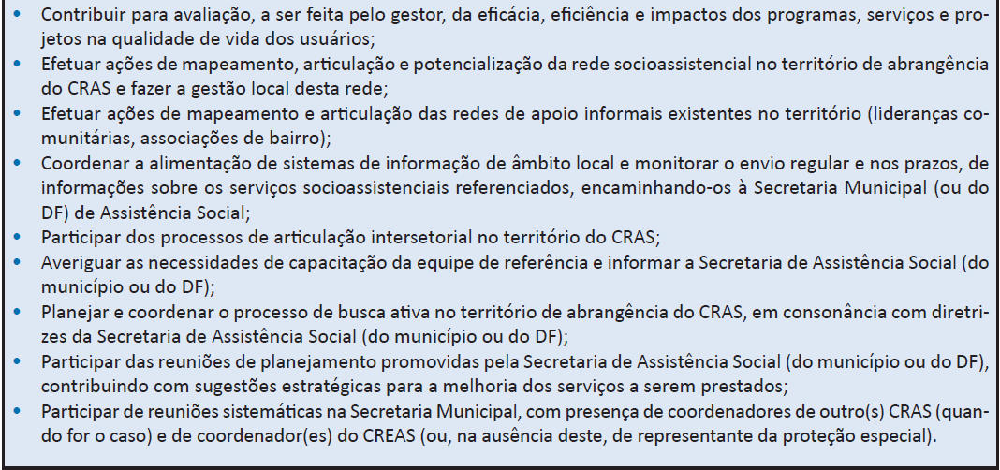 • Contribuir para avaliação, a ser feita pelo gestor, da eficácia, eficiência e impactos dos programas, serviços e pro-
jetos na qualidade de vida dos usuários;
• Efetuar ações de mapeamento, articulação e potencialização da rede socioassistencial no território de abrangência
do CRAS e fazer a gestão local desta rede;
• Efetuar ações de mapeamento e articulação das redes de apoio informais existentes no território (lideranças co-
munitárias, associações de bairro);
• Coordenar a alimentação de sistemas de informação de âmbito local e monitorar o envio regular e nos prazos, de
informações sobre os serviços socioassistenciais referenciados, encaminhando-os à Secretaria Municipal (ou do
DF) de Assistência Social;
• Participar dos processos de articulação intersetorial no território do CRAS;
• Averiguar as necessidades de capacitação da equipe de referência e informar a Secretaria de Assistência Social (do
município ou do DF);
• Planejar e coordenar o processo de busca ativa no território de abrangência do CRAS, em consonância com diretri-
zes da Secretaria de Assistência Social (do município ou do DF);
• Participar das reuniões de planejamento promovidas pela Secretaria de Assistência Social (do município ou do DF),
contribuindo com sugestões estratégicas para a melhoria dos serviços a serem prestados;
• Participar de reuniões sistemáticas na Secretaria Municipal, com presença de coordenadores de outro(s) CRAS (quan-
do for o caso) e de coordenador(es) do CREAS (ou, na ausência deste, de representante da proteção especial).